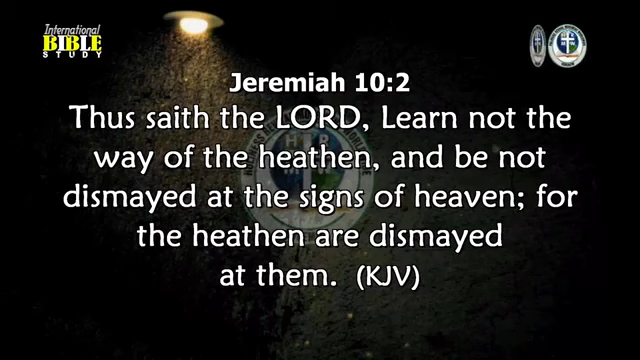 International
BIBLE
STUDY
Jeremiah 10:2
Thus saith the LORD, Learn not the
way of the heathen, and be not
dismayed at the signs of heaven; for
the heathen are dismayed
at them. (KJV)